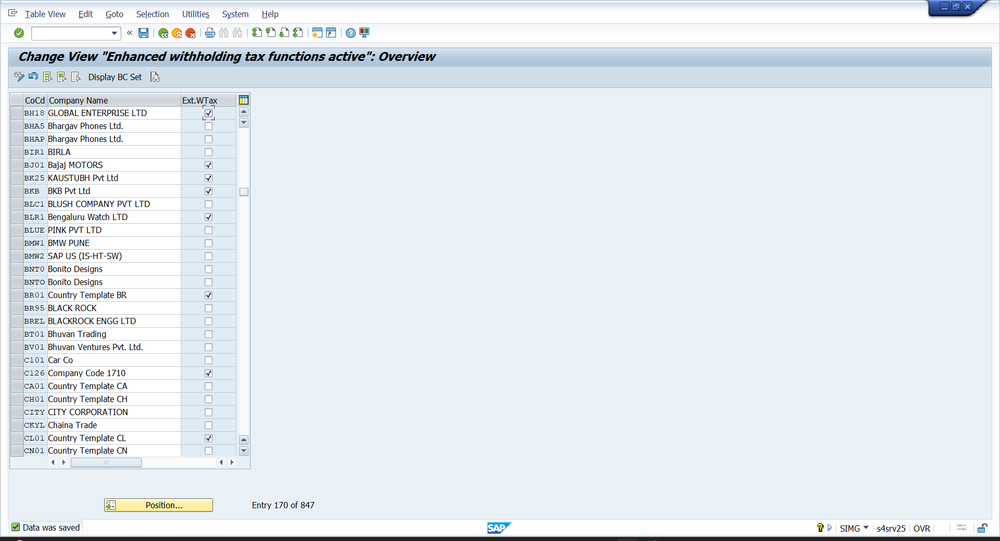 Table View Edit Goto Selection Utilities System Help
Change View "Enhanced withholding tax functions active": Overview
Display BC Set
CoCd Company Name Ext.WTax
BH18 GLOBAL ENTERPRISE LTD
BHA5 Bhargav Phones Ltd.
BHAP Bhargav Phones Ltd.
BIR1 BIRLA
BJ01 Bajaj MOTORS
BK25 KAUSTUBH Pvt Ltd
BKB BKB Pvt Ltd
BLC1 BLUSH COMPANY PVT LTD
BLR1 Bengaluru Watch LTD
BLUE PINK PVT LTD
BMW1 BMW PUNE
BMW2 SAP US (IS-HT-SW)
BNT0 Bonito Designs
BNTO Bonito Designs
BR01 Country Template BR
BR95 BLACK ROCK
BREL BLACKROCK ENGG LTD
BT01 Bhuvan Trading
BV01 Bhuvan Ventures Pvt. Ltd.
C101 Car Co
C126 Company Code 1710
CA01 Country Template CA
CH01 Country Template CH
CITY CITY CORPORATION
CKYL Chaina Trade
CL01 Country Template CL
CN01 Country Template CN
Position... Entry 170 of 847
Data was saved SAP SIMG s4srv25 OVR